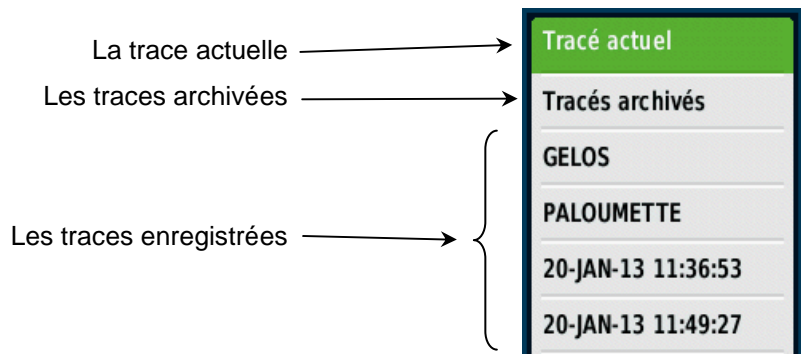 La trace actuelle
Tracé actuel
Les traces archivées
Tracés archivés
GELOS
PALOUMETTE
Les traces enregistrées
20-JAN-13 11:36:53
20-JAN-13 11:49:27